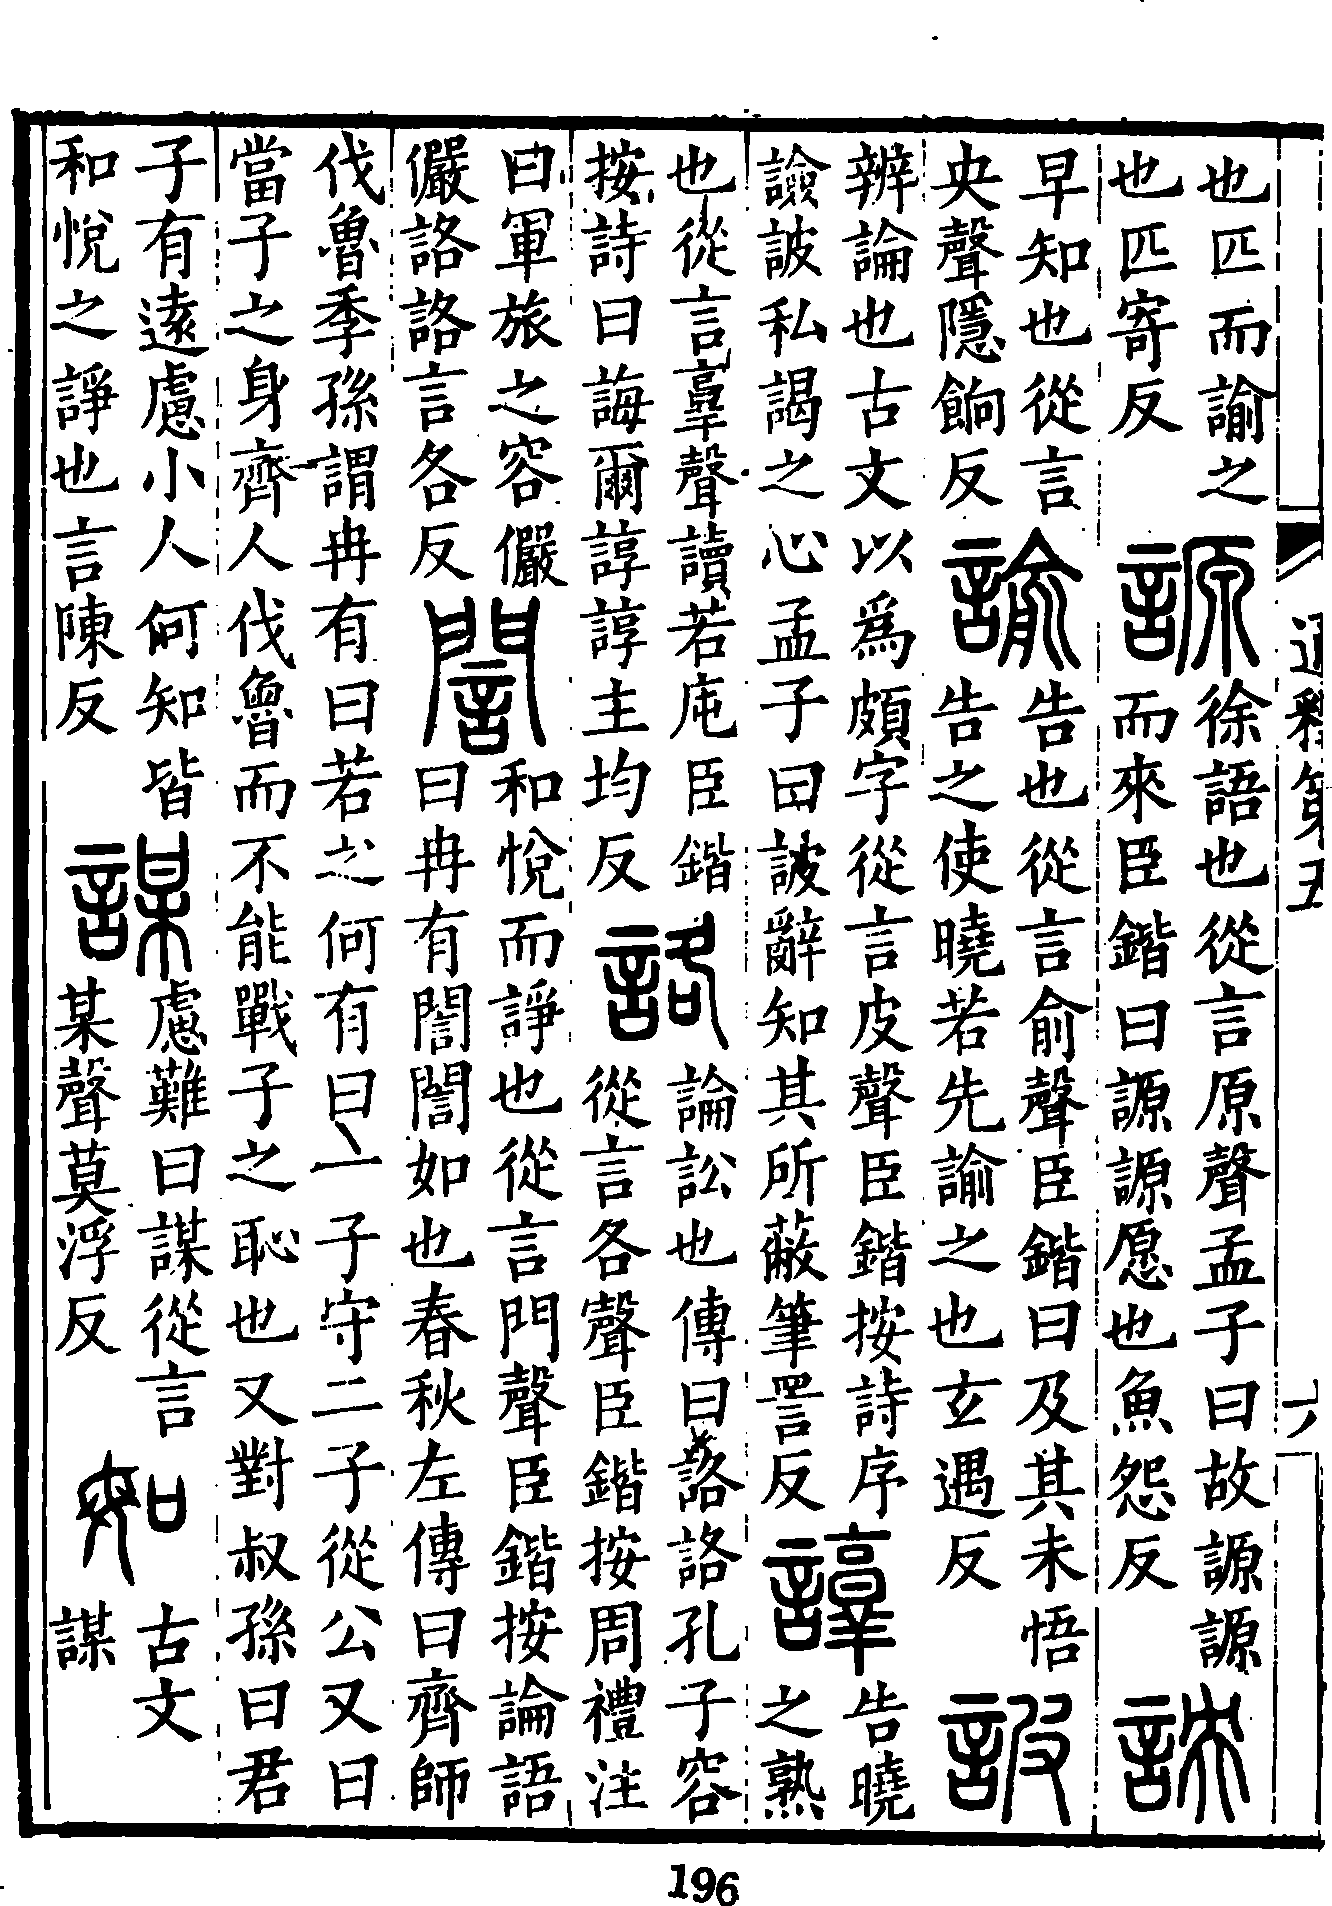 也匹而諭之
也匹寄反
謜
徐語也從言原聲孟子曰故謜謜
而來臣鍇曰謜謜愿也魚怨反
詇
早知也從言
央聲隱餉反
諭
告也從言俞聲臣鍇曰及其未悟
告之使曉若先諭之也玄遇反
詖
辨論也古文以為頗字從言皮聲臣鍇按詩序
譣詖私謁之心孟子曰詖辭知其所蔽筆詈反
諄
告曉
之熟
也從言𦎫聲讀若庉臣鍇
按詩曰誨爾諄諄主均反
詻
論訟也傳曰詻詻孔子容
從言各聲臣鍇按周禮注
曰軍旅之容儼
儼詻詻言各反
誾
和悅而諍也從言門聲臣鍇按論語
曰冉有誾誾如也春秋左傳曰齊師
伐魯季孫謂冉有曰若之何有曰一子守二子從公又曰
當子之身齊人伐魯而不能戰子之恥也又對叔孫曰君
子有遠慮小人何知皆
和悅之諍也言陳反
謀
慮難曰謀從言
某聲莫浮反
古文
謀
通釋第五
六
196